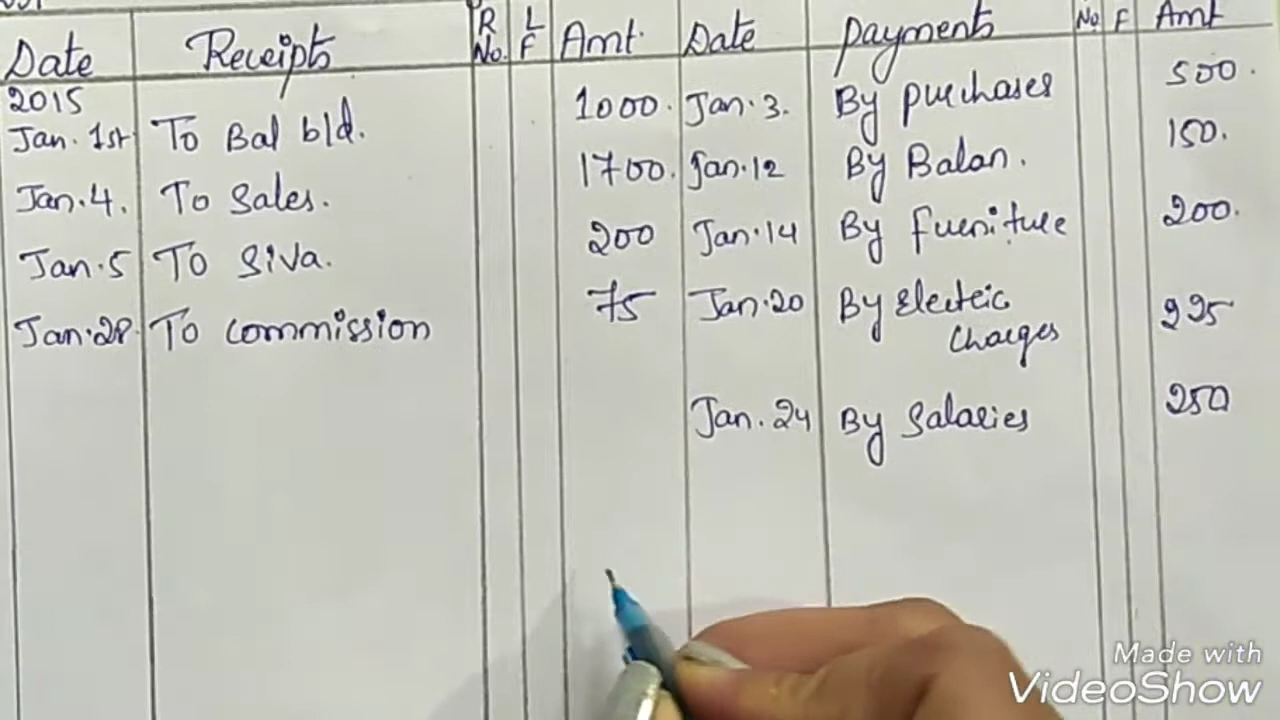 R L No F
Date Receipts No. F Amt. Date payments Amt
2015
Jan. 1st To Bal b/d. 1000. Jan. 3. By purchases 500.
Jan. 4. To Sales. 1700. Jan. 12 By Balan. 150.
Jan. 5 To Siva. 200 Jan. 14 By Furniture 200.
Jan. 28. To commission 75 Jan. 20 By Electric 225
Charges
Jan. 24 By Salaries 250
Made with
VideoShow